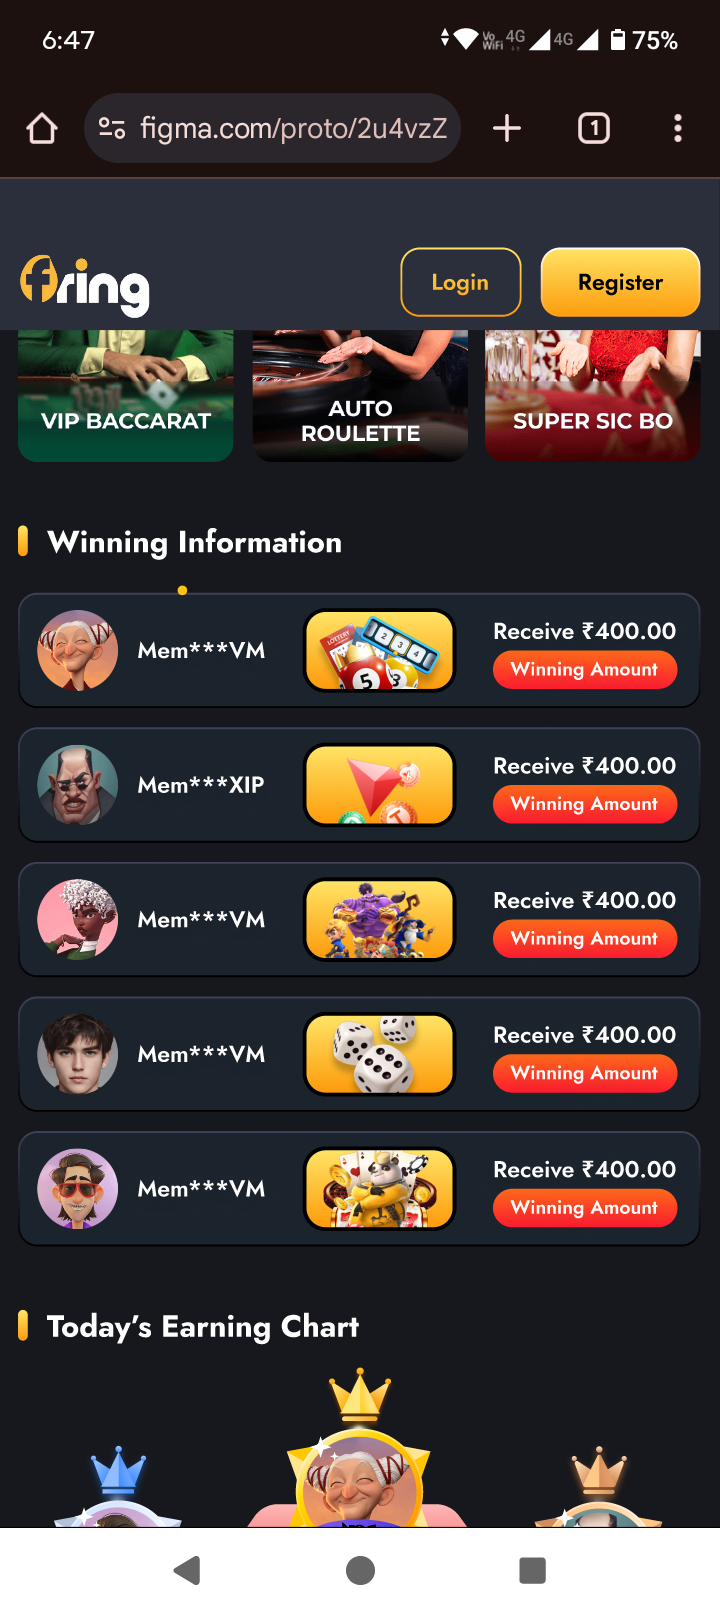 6:47
Vo
WiFi
4G
4G
75%
figma.com/proto/2u4vzZ
1
fring
Login
Register
VIP BACCARAT
AUTO
ROULETTE
SUPER SIC BO
Winning Information
Mem***VM
LOTTERY
1 2 3 4
5
3
Receive ₹400.00
Winning Amount
Mem***XIP
Receive ₹400.00
Winning Amount
Mem***VM
Receive ₹400.00
Winning Amount
Mem***VM
Receive ₹400.00
Winning Amount
Mem***VM
Receive ₹400.00
Winning Amount
Today's Earning Chart